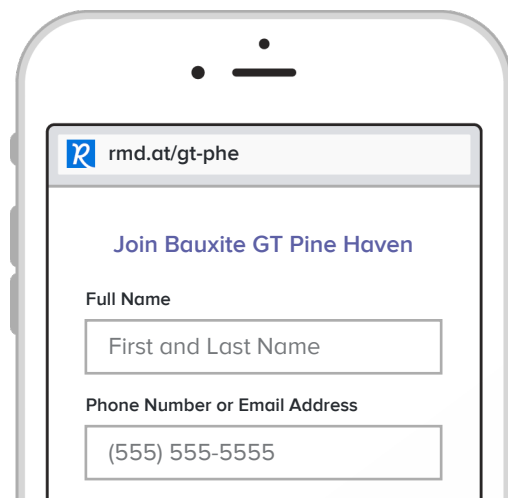 rmd.at/gt-phe
Join Bauxite GT Pine Haven
Full Name
First and Last Name
Phone Number or Email Address
(555) 555-5555